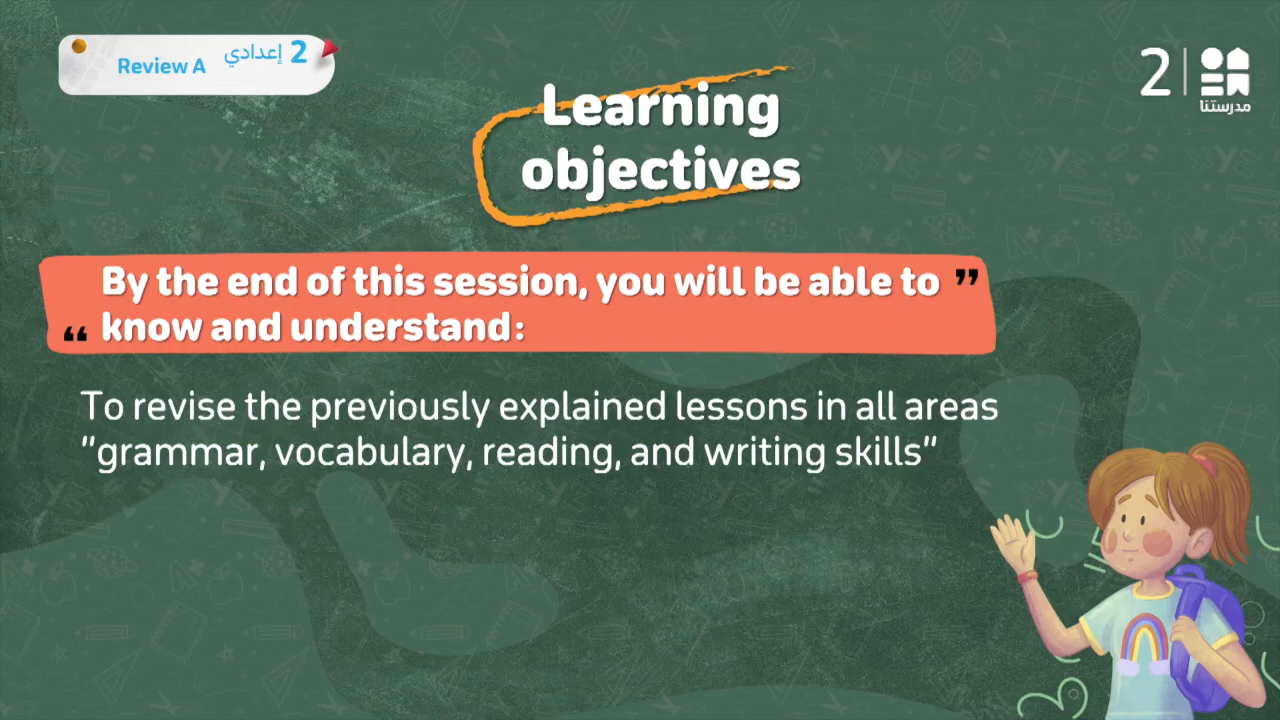 Review A
2 إعدادي
2
مدرستنا
Learning
objectives
By the end of this session, you will be able to ”
“ know and understand:
To revise the previously explained lessons in all areas
"grammar, vocabulary, reading, and writing skills"